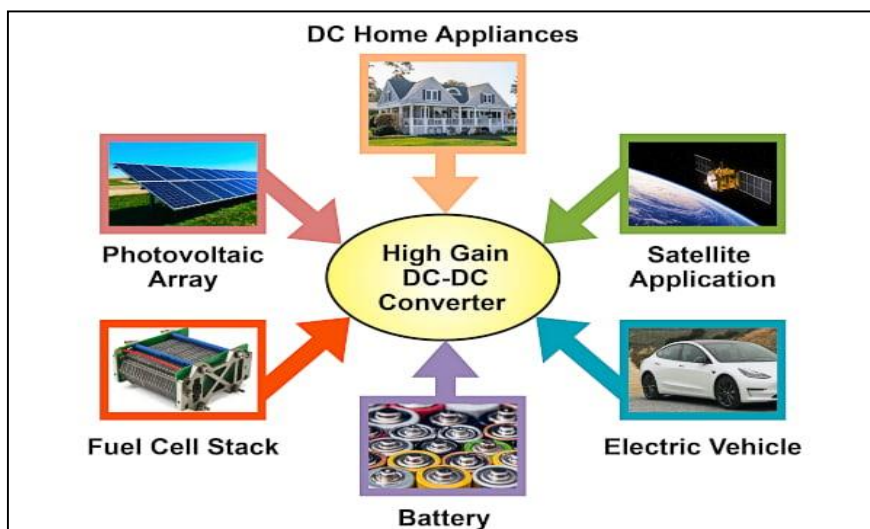 DC Home Appliances
Photovoltaic
Array
High Gain
DC-DC
Converter
Satellite
Application
Fuel Cell Stack
Battery
Electric Vehicle